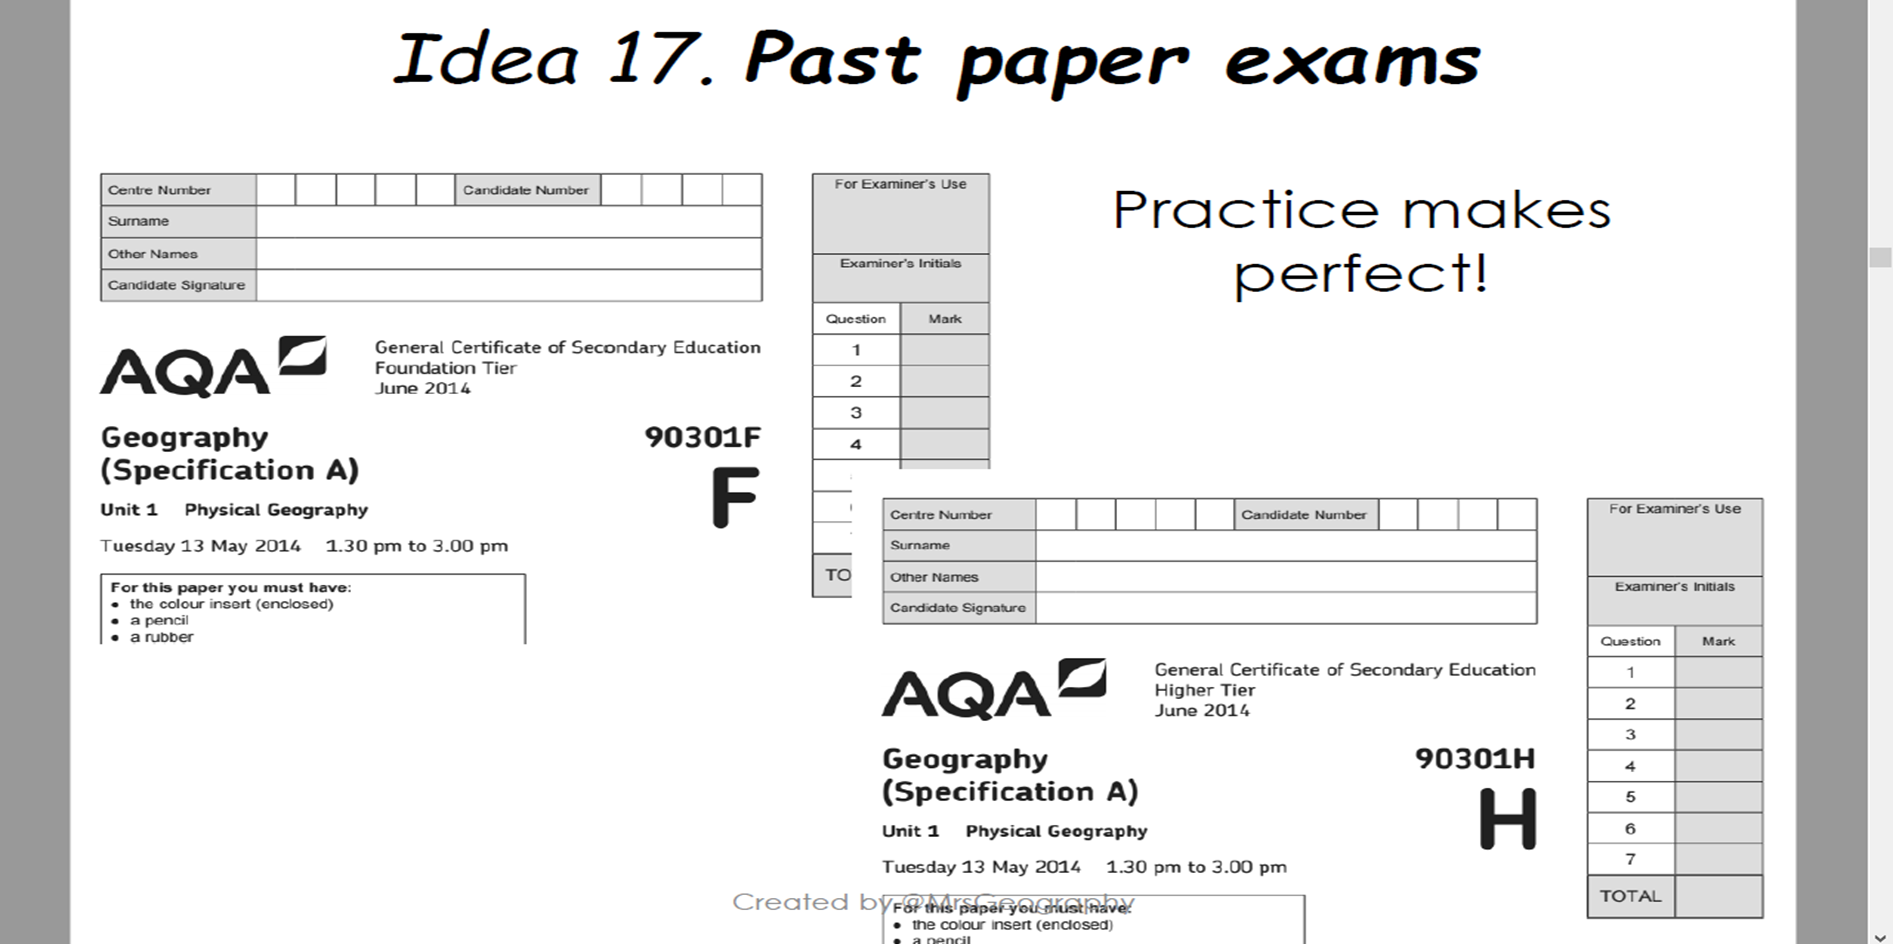 Idea 17. Past paper exams
Practice makes
perfect!
Centre Number Candidate Number
Surname
Other Names
Candidate Signature
For Examiner's Use
Examiner's Initials
Question Mark
1
2
3
4
TO
AQA
General Certificate of Secondary Education
Foundation Tier
June 2014
Geography 90301F
(Specification A)
F
Unit 1 Physical Geography
Tuesday 13 May 2014 1.30 pm to 3.00 pm
For this paper you must have:
• the colour insert (enclosed)
• a pencil
• a rubber
Centre Number Candidate Number
Surname
Other Names
Candidate Signature
For Examiner's Use
Examiner's Initials
Question Mark
1
2
3
4
5
6
7
TOTAL
AQA
General Certificate of Secondary Education
Higher Tier
June 2014
Geography 90301H
(Specification A)
H
Unit 1 Physical Geography
Tuesday 13 May 2014 1.30 pm to 3.00 pm
Created by @MrsGeography
For this paper you must have:
• the colour insert (enclosed)
• a pencil